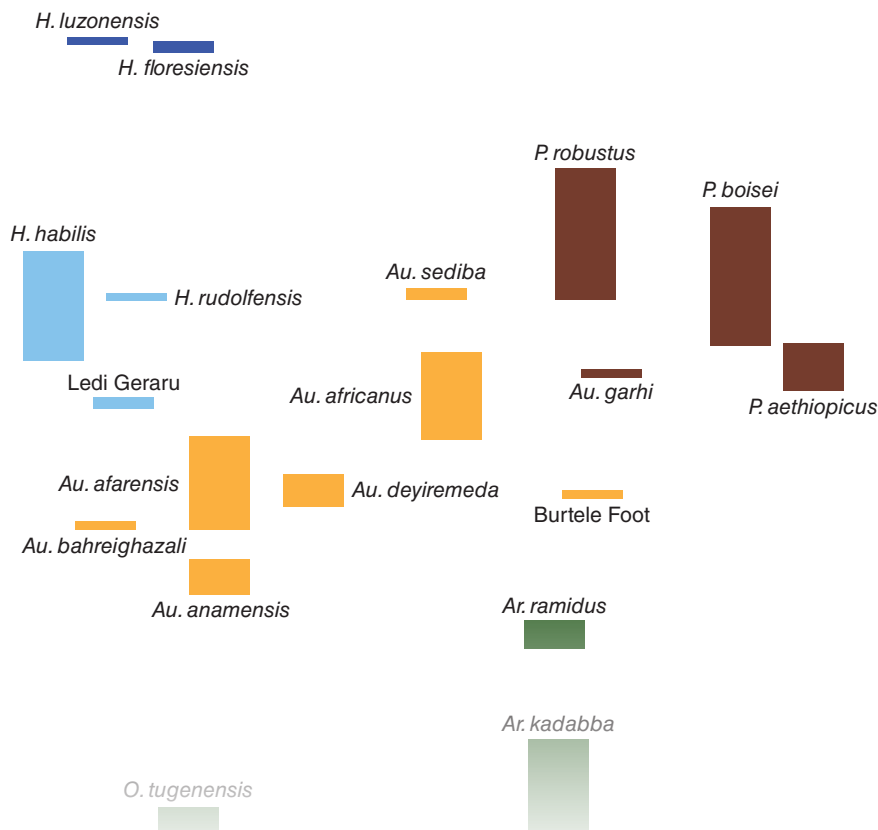 H. luzonensis
H. floresiensis
P. robustus
P. boisei
H. habilis
Au. sediba
H. rudolfensis
Ledi Geraru
Au. africanus
Au. garhi
P. aethiopicus
Au. afarensis
Au. deyiremeda
Burtele Foot
Au. bahreighazali
Au. anamensis
Ar. ramidus
Ar. kadabba
O. tugenensis